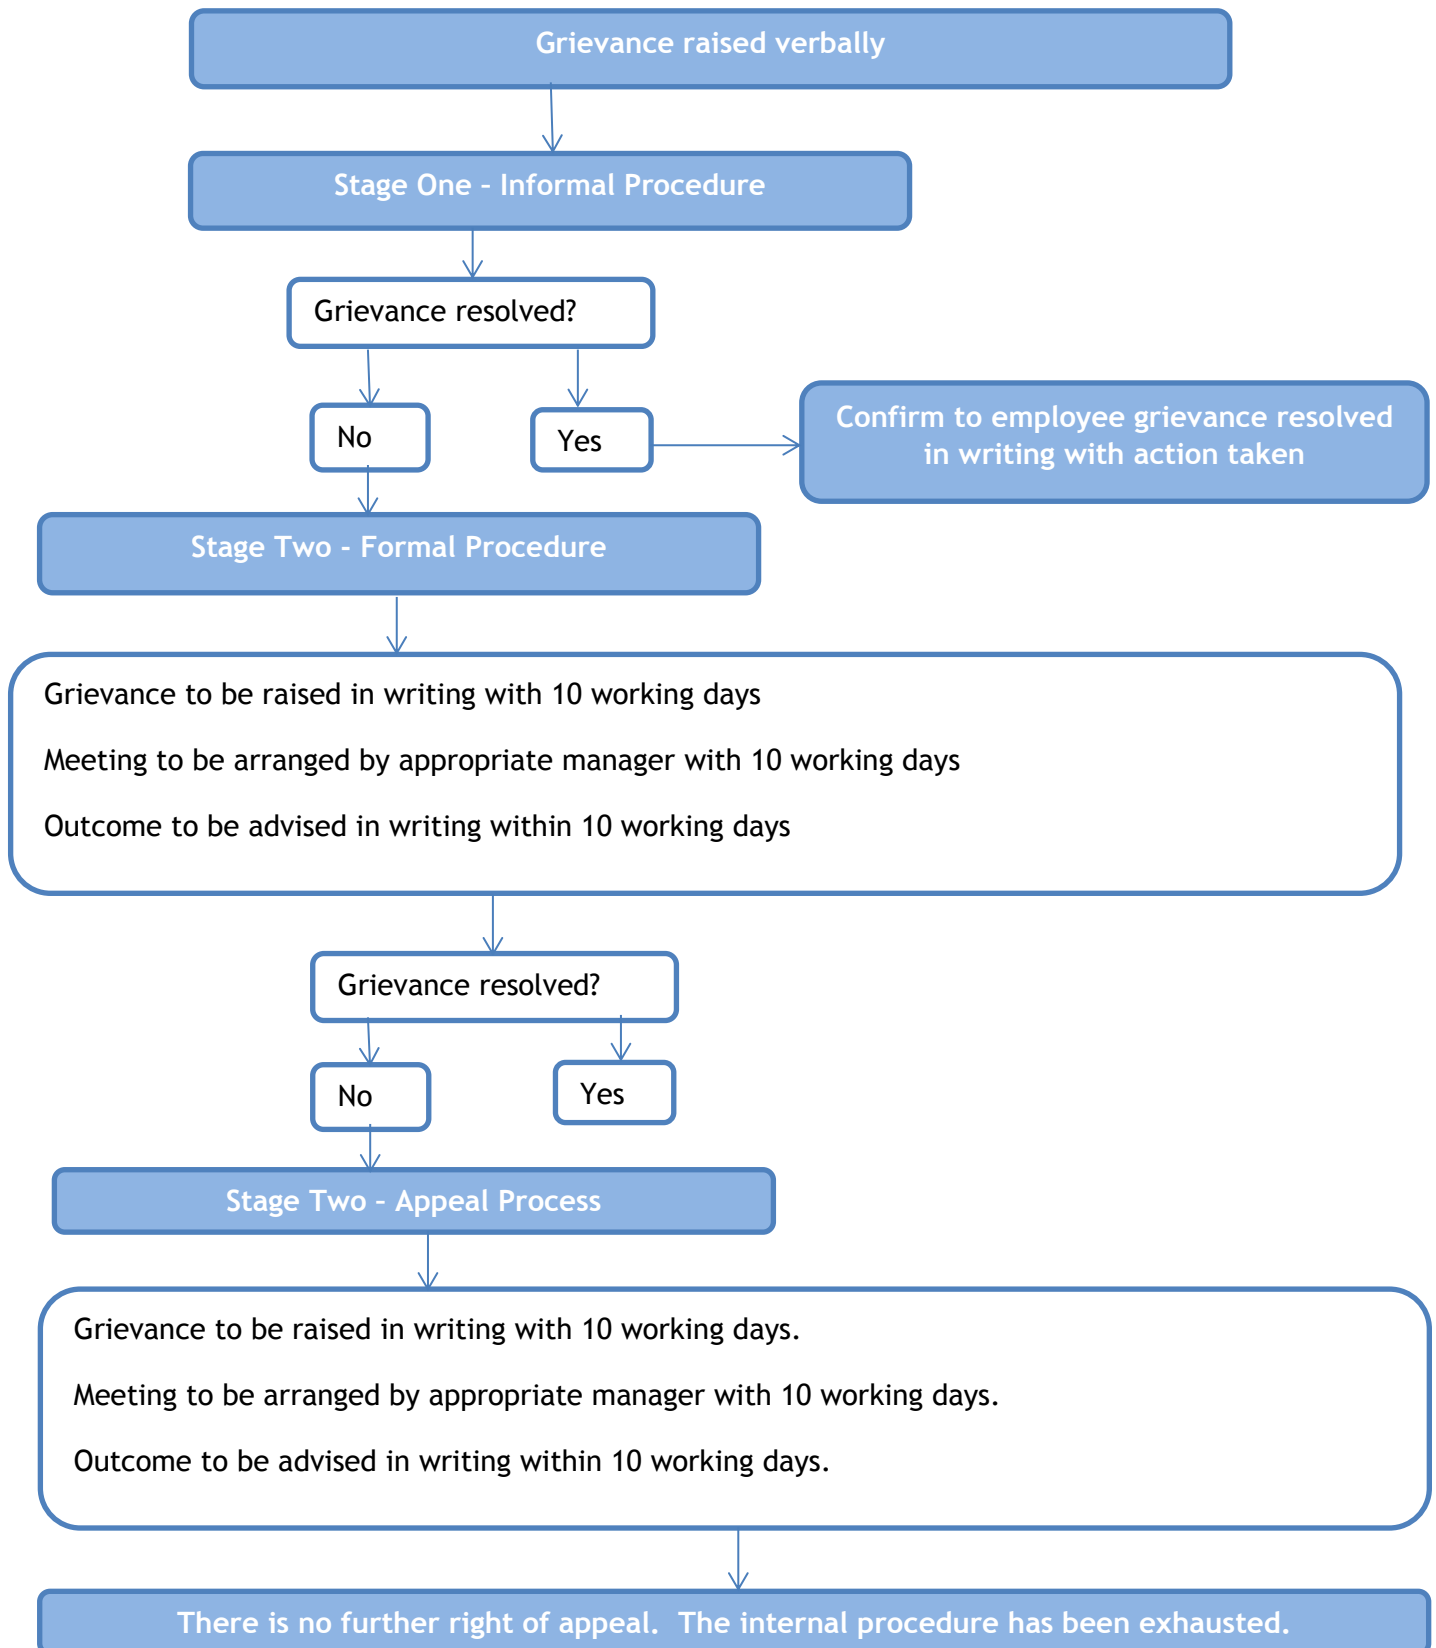 Grievance raised verbally
Stage One – Informal Procedure
Grievance resolved?
No
Yes
Confirm to employee grievance resolved
in writing with action taken
Stage Two - Formal Procedure
Grievance to be raised in writing with 10 working days
Meeting to be arranged by appropriate manager with 10 working days
Outcome to be advised in writing within 10 working days
Grievance resolved?
No
Yes
Stage Two – Appeal Process
Grievance to be raised in writing with 10 working days.
Meeting to be arranged by appropriate manager with 10 working days.
Outcome to be advised in writing within 10 working days.
There is no further right of appeal.  The internal procedure has been exhausted.